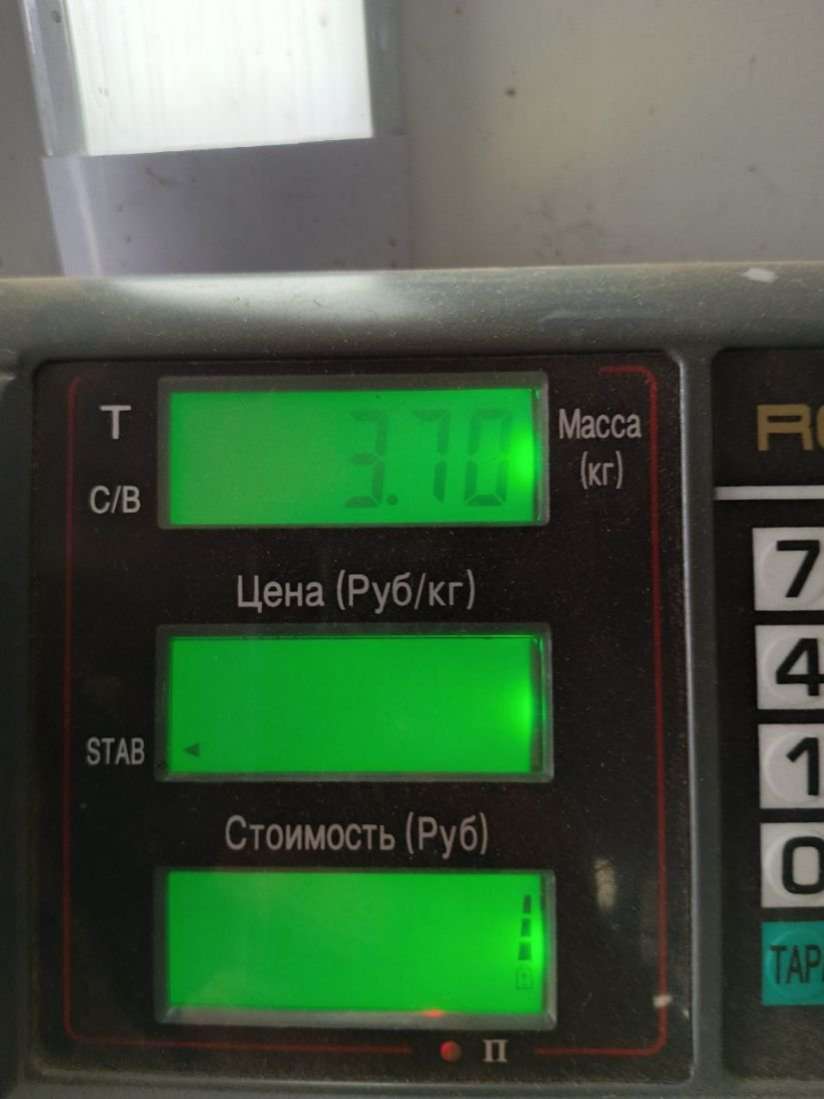 T
3.70
Масса
(кг)
C/B
Цена (Руб/кг)
STAB
Стоимость (Руб)
П
7
4
1
0